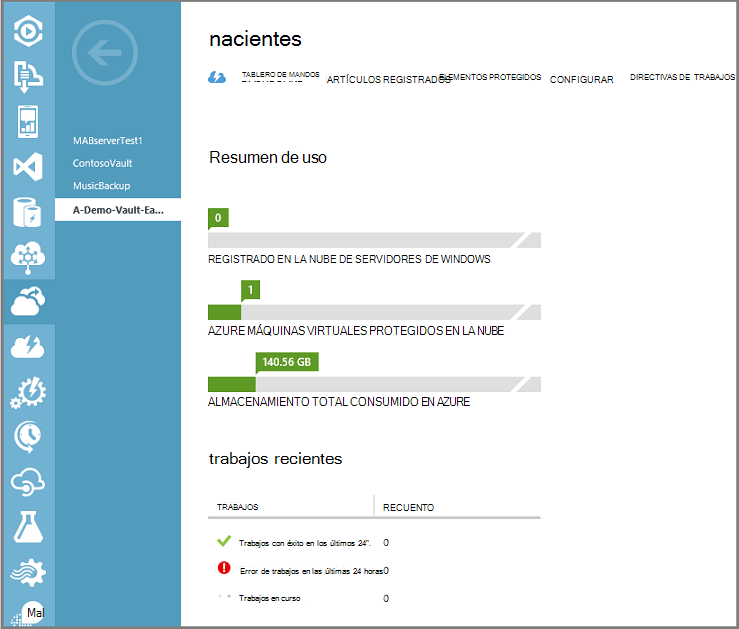 nacientes
TABLERO DE MANDOS ARTÍCULOS REGISTRADOS ELEMENTOS PROTEGIDOS CONFIGURAR DIRECTIVAS DE TRABAJOS
MABserverTest1
ContosoVault
MusicBackup
A-Demo-Vault-Ea...
Resumen de uso
0
REGISTRADO EN LA NUBE DE SERVIDORES DE WINDOWS
1
AZURE MÁQUINAS VIRTUALES PROTEGIDOS EN LA NUBE
140.56 GB
ALMACENAMIENTO TOTAL CONSUMIDO EN AZURE
trabajos recientes
TRABAJOS RECUENTO
Trabajos con éxito en los últimos 24". 0
Error de trabajos en las últimas 24 horas 0
Trabajos en curso 0
Mal